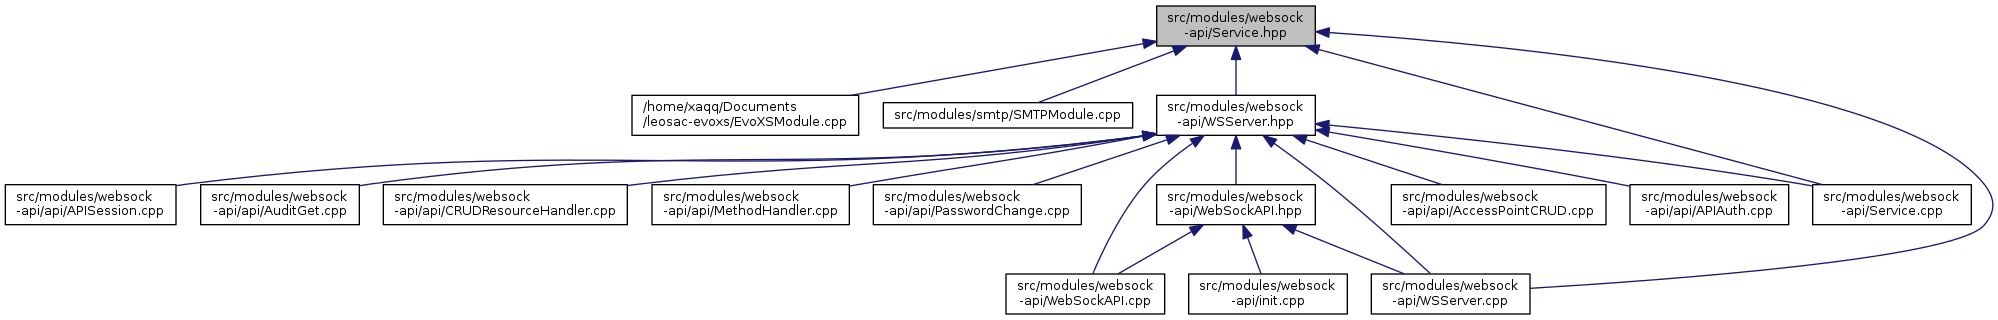 src/modules/websock
-api/Service.hpp
/home/xaqq/Documents
/leosac-evoxs/EvoXSModule.cpp
src/modules/smtp/SMTPModule.cpp
src/modules/websock
-api/WSServer.hpp
src/modules/websock
-api/api/APISession.cpp
src/modules/websock
-api/api/AuditGet.cpp
src/modules/websock
-api/api/CRUDResourceHandler.cpp
src/modules/websock
-api/api/MethodHandler.cpp
src/modules/websock
-api/api/PasswordChange.cpp
src/modules/websock
-api/WebSockAPI.hpp
src/modules/websock
-api/api/AccessPointCRUD.cpp
src/modules/websock
-api/api/APIAuth.cpp
src/modules/websock
-api/Service.cpp
src/modules/websock
-api/WebSockAPI.cpp
src/modules/websock
-api/init.cpp
src/modules/websock
-api/WSServer.cpp